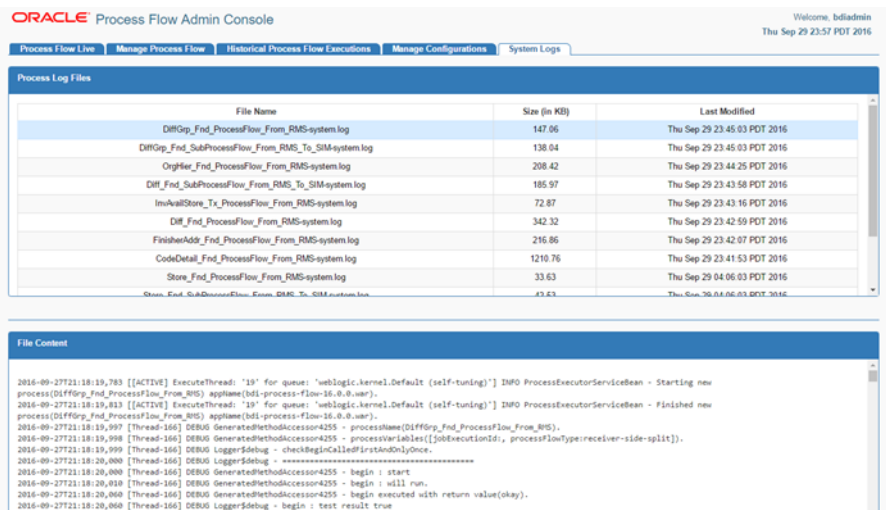 ORACLE® Process Flow Admin Console
Welcome, bdiadmin
Thu Sep 29 23:57 PDT 2016
Process Flow Live Manage Process Flow Historical Process Flow Executions Manage Configurations System Logs
Process Log Files
File Name Size (in KB) Last Modified
DiffGrp_Fnd_ProcessFlow_From_RMS-system.log 147.06 Thu Sep 29 23:45:03 PDT 2016
DiffGrp_Fnd_SubProcessFlow_From_RMS_To_SIM-system.log 138.04 Thu Sep 29 23:45:03 PDT 2016
OrgHier_Fnd_ProcessFlow_From_RMS-system.log 208.42 Thu Sep 29 23:44:25 PDT 2016
Diff_Fnd_SubProcessFlow_From_RMS_To_SIM-system.log 185.97 Thu Sep 29 23:43:58 PDT 2016
InvAvailStore_Tx_ProcessFlow_From_RMS-system.log 72.87 Thu Sep 29 23:43:16 PDT 2016
Diff_Fnd_ProcessFlow_From_RMS-system.log 342.32 Thu Sep 29 23:42:59 PDT 2016
FinisherAddr_Fnd_ProcessFlow_From_RMS-system.log 216.86 Thu Sep 29 23:42:07 PDT 2016
CodeDetail_Fnd_ProcessFlow_From_RMS-system.log 1210.76 Thu Sep 29 23:41:53 PDT 2016
Store_Fnd_ProcessFlow_From_RMS-system.log 33.63 Thu Sep 29 04:06:03 PDT 2016
Store_Fnd_SubProcessFlow_From_RMS_To_SIM-system.log 42.53 Thu Sep 29 04:06:03 PDT 2016
File Content
2016-09-27T21:18:19,783 [[ACTIVE] ExecuteThread: '19' for queue: 'weblogic.kernel.Default (self-tuning)'] INFO ProcessExecutorServiceBean - Starting new
process(DiffGrp_Fnd_ProcessFlow_From_RMS) appName(bdi-process-flow-16.0.0.war).
2016-09-27T21:18:19,813 [[ACTIVE] ExecuteThread: '19' for queue: 'weblogic.kernel.Default (self-tuning)'] INFO ProcessExecutorServiceBean - Finished new
process(DiffGrp_Fnd_ProcessFlow_From_RMS) appName(bdi-process-flow-16.0.0.war).
2016-09-27T21:18:19,997 [Thread-166] DEBUG GeneratedMethodAccessor4255 - processName(DiffGrp_Fnd_ProcessFlow_From_RMS).
2016-09-27T21:18:19,998 [Thread-166] DEBUG GeneratedMethodAccessor4255 - processVariables([jobExecutionId:, processFlowType:receiver-side-split]).
2016-09-27T21:18:19,999 [Thread-166] DEBUG Logger$debug - checkBeginCalledFirstAndOnlyOnce.
2016-09-27T21:18:20,000 [Thread-166] DEBUG Logger$debug - ==============================================
2016-09-27T21:18:20,000 [Thread-166] DEBUG GeneratedMethodAccessor4255 - begin : start
2016-09-27T21:18:20,010 [Thread-166] DEBUG GeneratedMethodAccessor4255 - begin : will run.
2016-09-27T21:18:20,060 [Thread-166] DEBUG GeneratedMethodAccessor4255 - begin executed with return value(okay).
2016-09-27T21:18:20,060 [Thread-166] DEBUG Logger$debug - begin : test result true